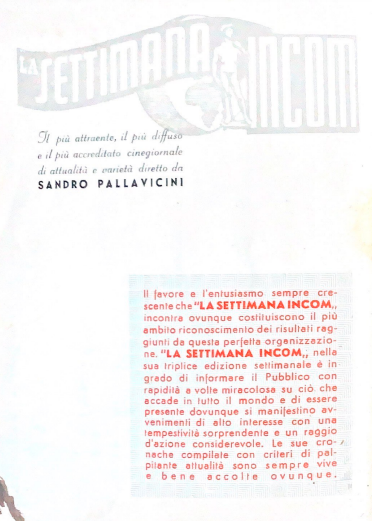 LA SETTIMANA INCOM
Il più attraente, il più diffuso
e il più accreditato cinegiornale
di attualità e varietà diretto da
SANDRO PALLAVICINI
Il favore e l'entusiasmo sempre cre-
scente che "LA SETTIMANA INCOM„
incontra ovunque costituiscono il più
ambito riconoscimento dei risultati rag-
giunti da questa perfetta organizzazio-
ne. "LA SETTIMANA INCOM„ nella
sua triplice edizione settimanale è in
grado di informare il Pubblico con
rapidità a volte miracolosa su ciò che
accade in tutto il mondo e di essere
presente dovunque si manifestino av-
venimenti di alto interesse con una
tempestività sorprendente e un raggio
d'azione considerevole. Le sue cro-
nache compilate con criteri di pal-
pitante attualità sono sempre vive
e bene accolte ovunque.